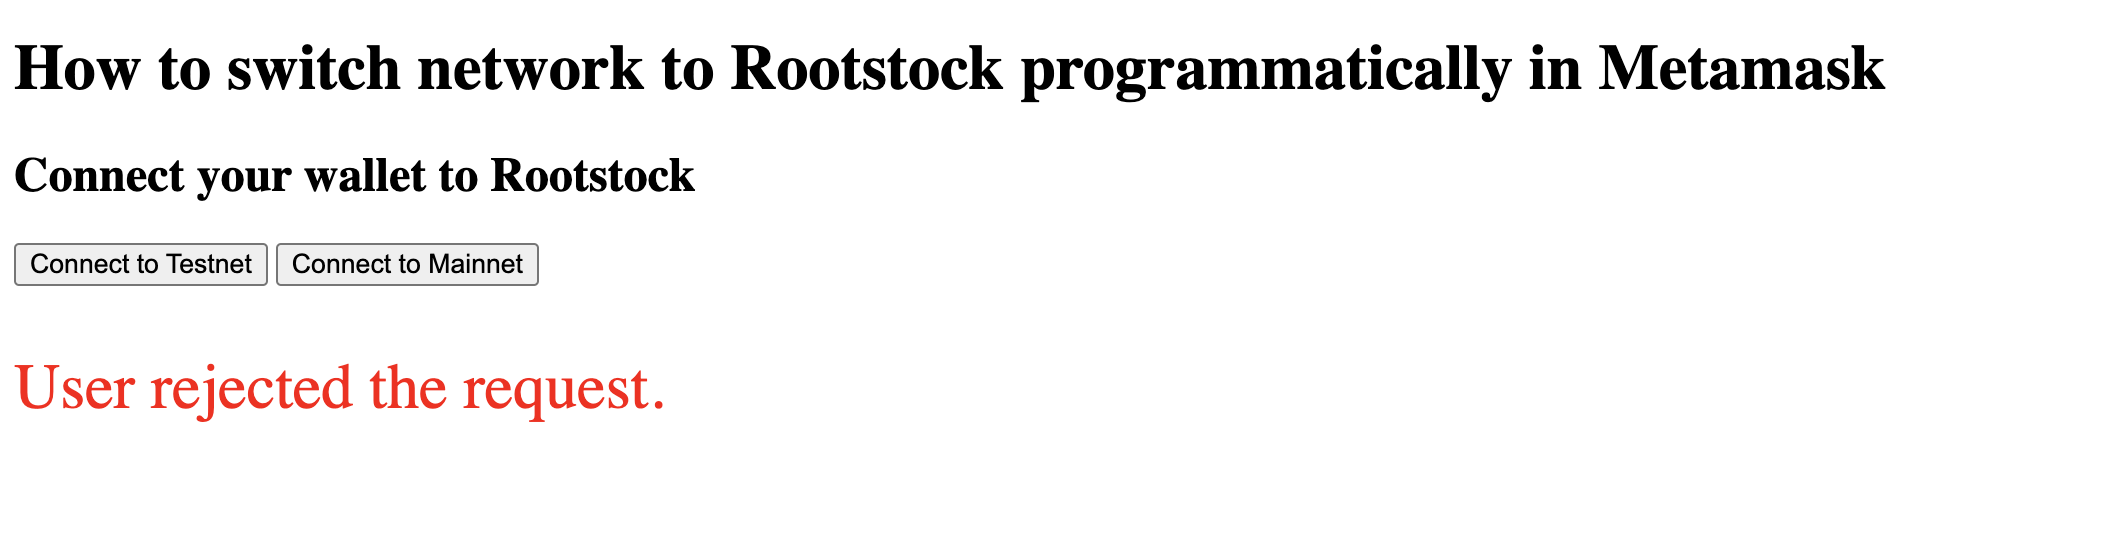 How to switch network to Rootstock programmatically in Metamask
Connect your wallet to Rootstock
Connect to Testnet Connect to Mainnet
User rejected the request.